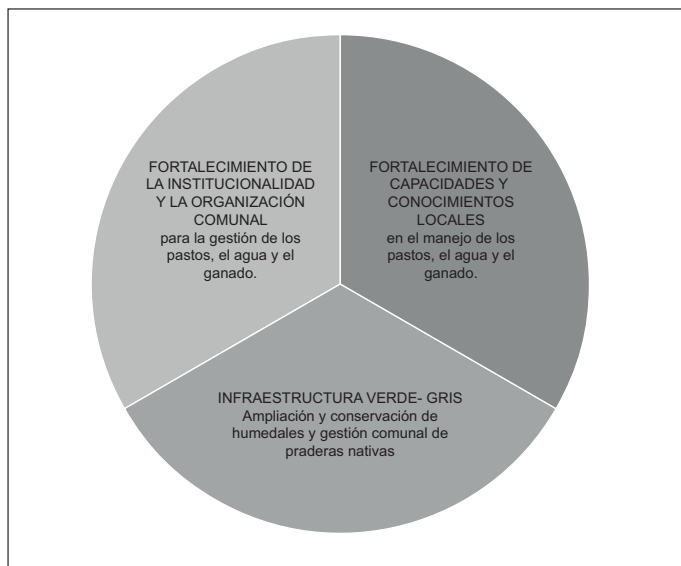 FORTALECIMIENTO DE
LA INSTITUCIONALIDAD
Y LA ORGANIZACIÓN
COMUNAL
para la gestión de los
pastos, el agua y el
ganado.
FORTALECIMIENTO DE
CAPACIDADES Y
CONOCIMIENTOS
LOCALES
en el manejo de los
pastos, el agua y el
ganado.
INFRAESTRUCTURA VERDE- GRIS
Ampliación y conservación de
humedales y gestión comunal de
praderas nativas